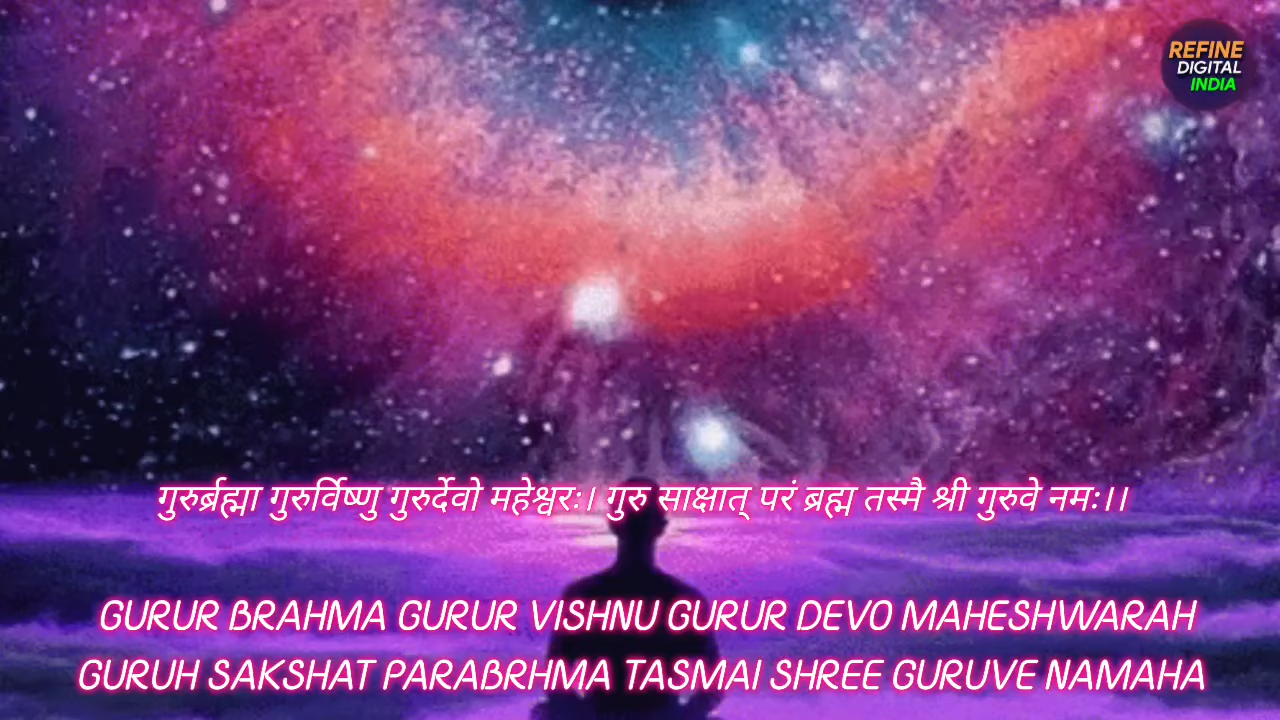 REFINE
DIGITAL
INDIA
गुरुर्ब्रह्मा गुरुर्विष्णु गुरुर्देवो महेश्वरः। गुरु साक्षात् परं ब्रह्म तस्मै श्री गुरुवे नमः।।
GURUR BRAHMA GURUR VISHNU GURUR DEVO MAHESHWARAH
GURUH SAKSHAT PARABRHMA TASMAI SHREE GURUVE NAMAHA